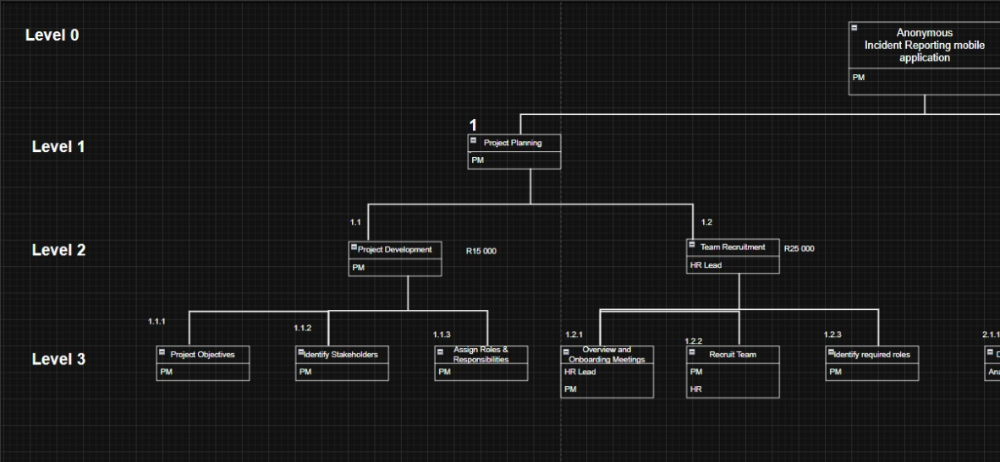 Level 0
Anonymous
Incident Reporting mobile
application
PM
1
Level 1
Project Planning
PM
1.1
1.2
Level 2
Project Development
R15 000
Team Recruitment
R25 000
PM
HR Lead
1.1.1
1.1.2
1.1.3
1.2.1
1.2.2
1.2.3
2.1.1
Level 3
Project Objectives
PM
Identify Stakeholders
PM
Assign Roles &
Responsibilities
PM
Overview and
Onboarding Meetings
HR Lead
PM
Recruit Team
PM
HR
Identify required roles
PM